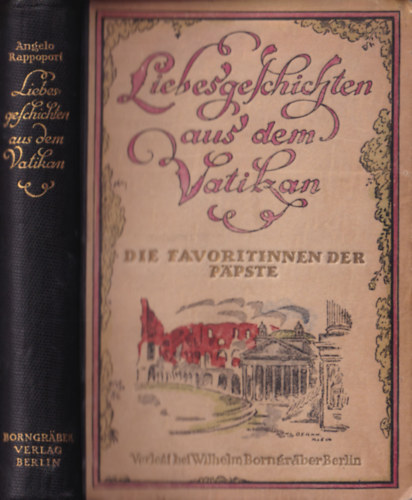 Angelo
Rappoport
Liebes-
geschichten
aus dem
Vatikan
BORNGRÄBER
VERLAG
BERLIN
Liebesgeschichten
aus dem
Vatikan
DIE FAVORITINNEN DER
PÄPSTE
Verlegt bei Wilhelm Borngräber Berlin